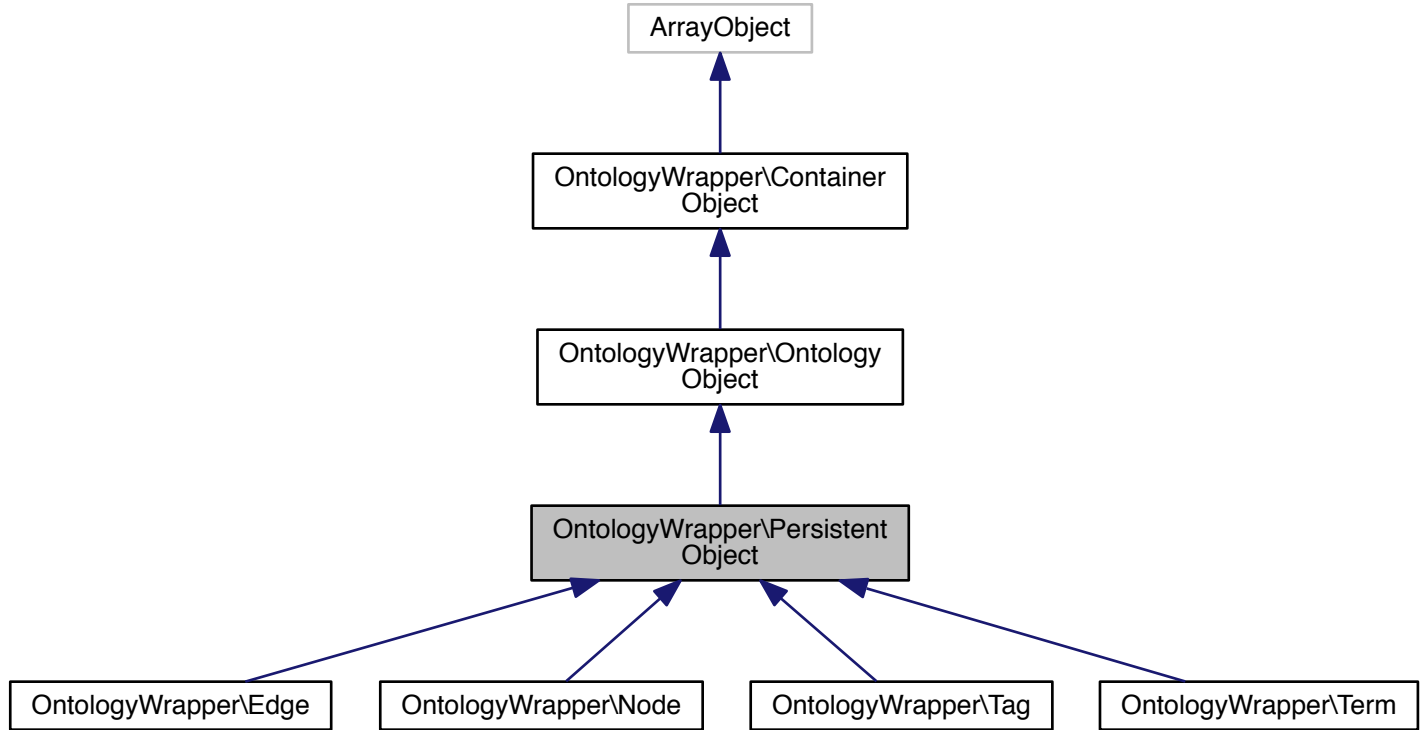 ArrayObject
OntologyWrapper\Container
Object
OntologyWrapper\Ontology
Object
OntologyWrapper\Persistent
Object
OntologyWrapper\Edge
OntologyWrapper\Node
OntologyWrapper\Tag
OntologyWrapper\Term